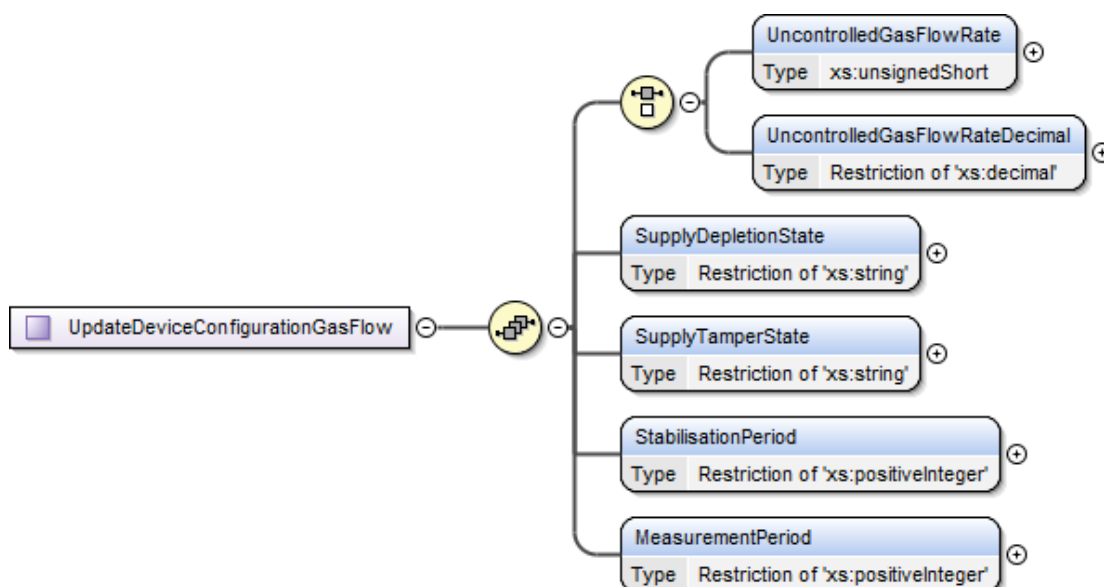 UncontrolledGasFlowRate
Type xs:unsignedShort
UncontrolledGasFlowRateDecimal
Type Restriction of 'xs:decimal'
SupplyDepletionState
Type Restriction of 'xs:string'
UpdateDeviceConfigurationGasFlow
SupplyTamperState
Type Restriction of 'xs:string'
StabilisationPeriod
Type Restriction of 'xs:positiveInteger'
MeasurementPeriod
Type Restriction of 'xs:positiveInteger'